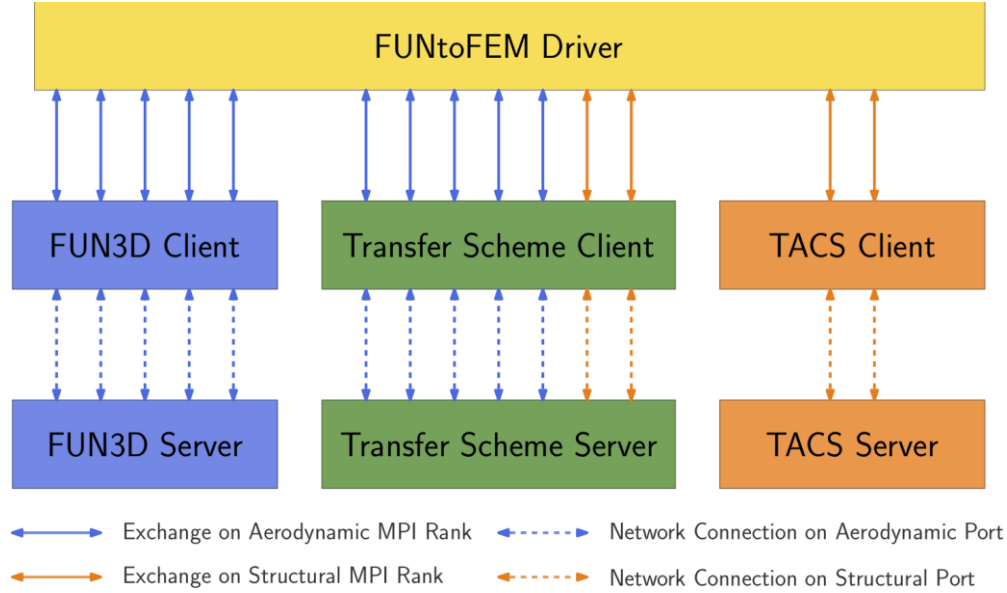 FUNtoFEM Driver
FUN3D Client
Transfer Scheme Client
TACS Client
FUN3D Server
Transfer Scheme Server
TACS Server
Exchange on Aerodynamic MPI Rank
Network Connection on Aerodynamic Port
Exchange on Structural MPI Rank
Network Connection on Structural Port